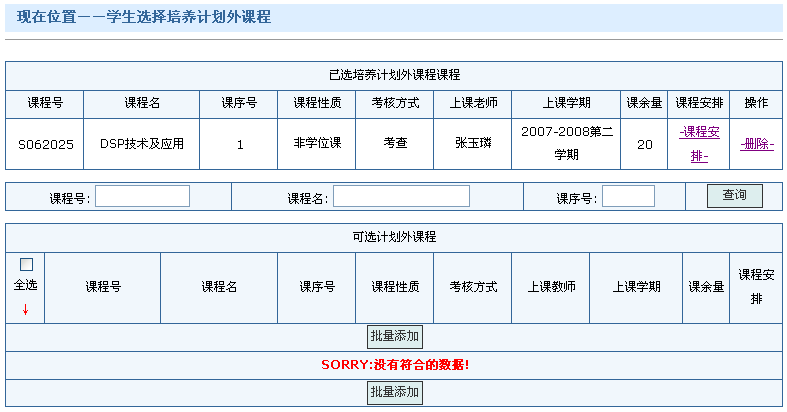 现在位置－－学生选择培养计划外课程
已选培养计划外课程课程
课程号 课程名 课序号 课程性质 考核方式 上课老师 上课学期 课余量 课程安排 操作
S062025 DSP技术及应用 1 非学位课 考查 张玉璘 2007-2008第二学期 20 -课程安排- -删除-
课程号: 课程名: 课序号: 查询
可选计划外课程
全选↓ 课程号 课程名 课序号 课程性质 考核方式 上课教师 上课学期 课余量 课程安排
批量添加
SORRY:没有符合的数据!
批量添加